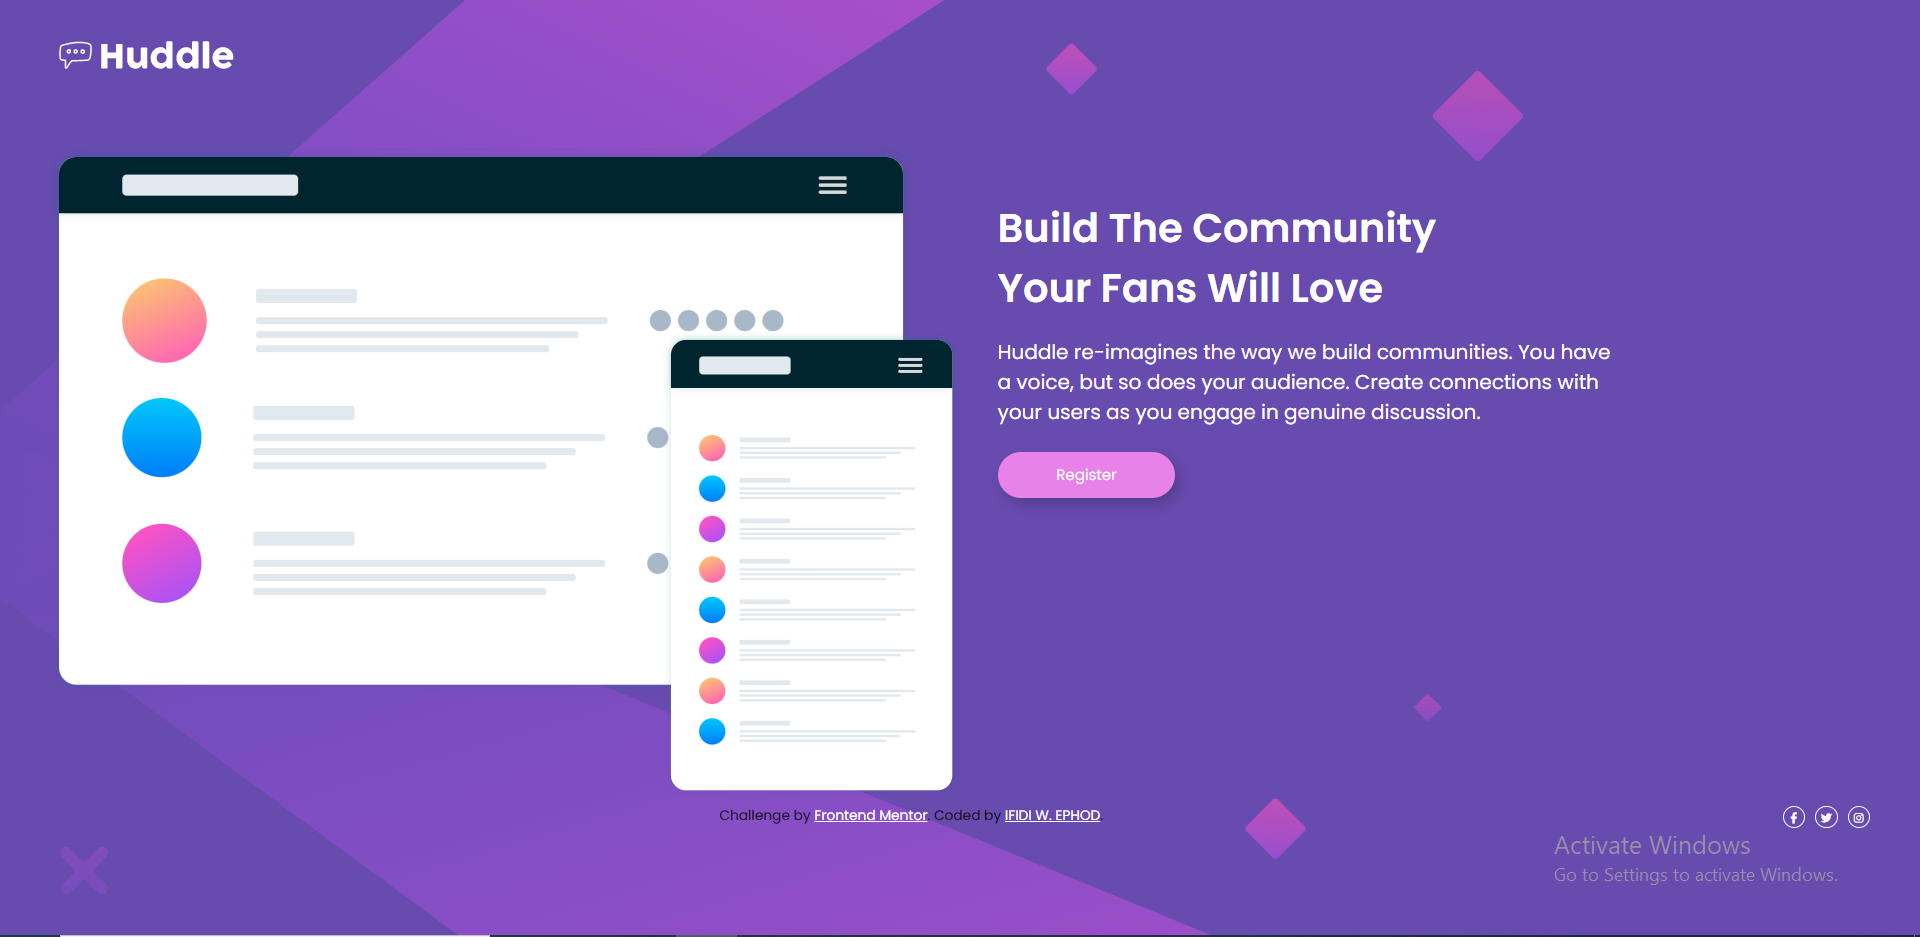 Huddle
Build The Community
Your Fans Will Love
Huddle re-imagines the way we build communities. You have
a voice, but so does your audience. Create connections with
your users as you engage in genuine discussion.
Register
Challenge by Frontend Mentor. Coded by IFIDI W. EPHOD
Activate Windows
Go to Settings to activate Windows.